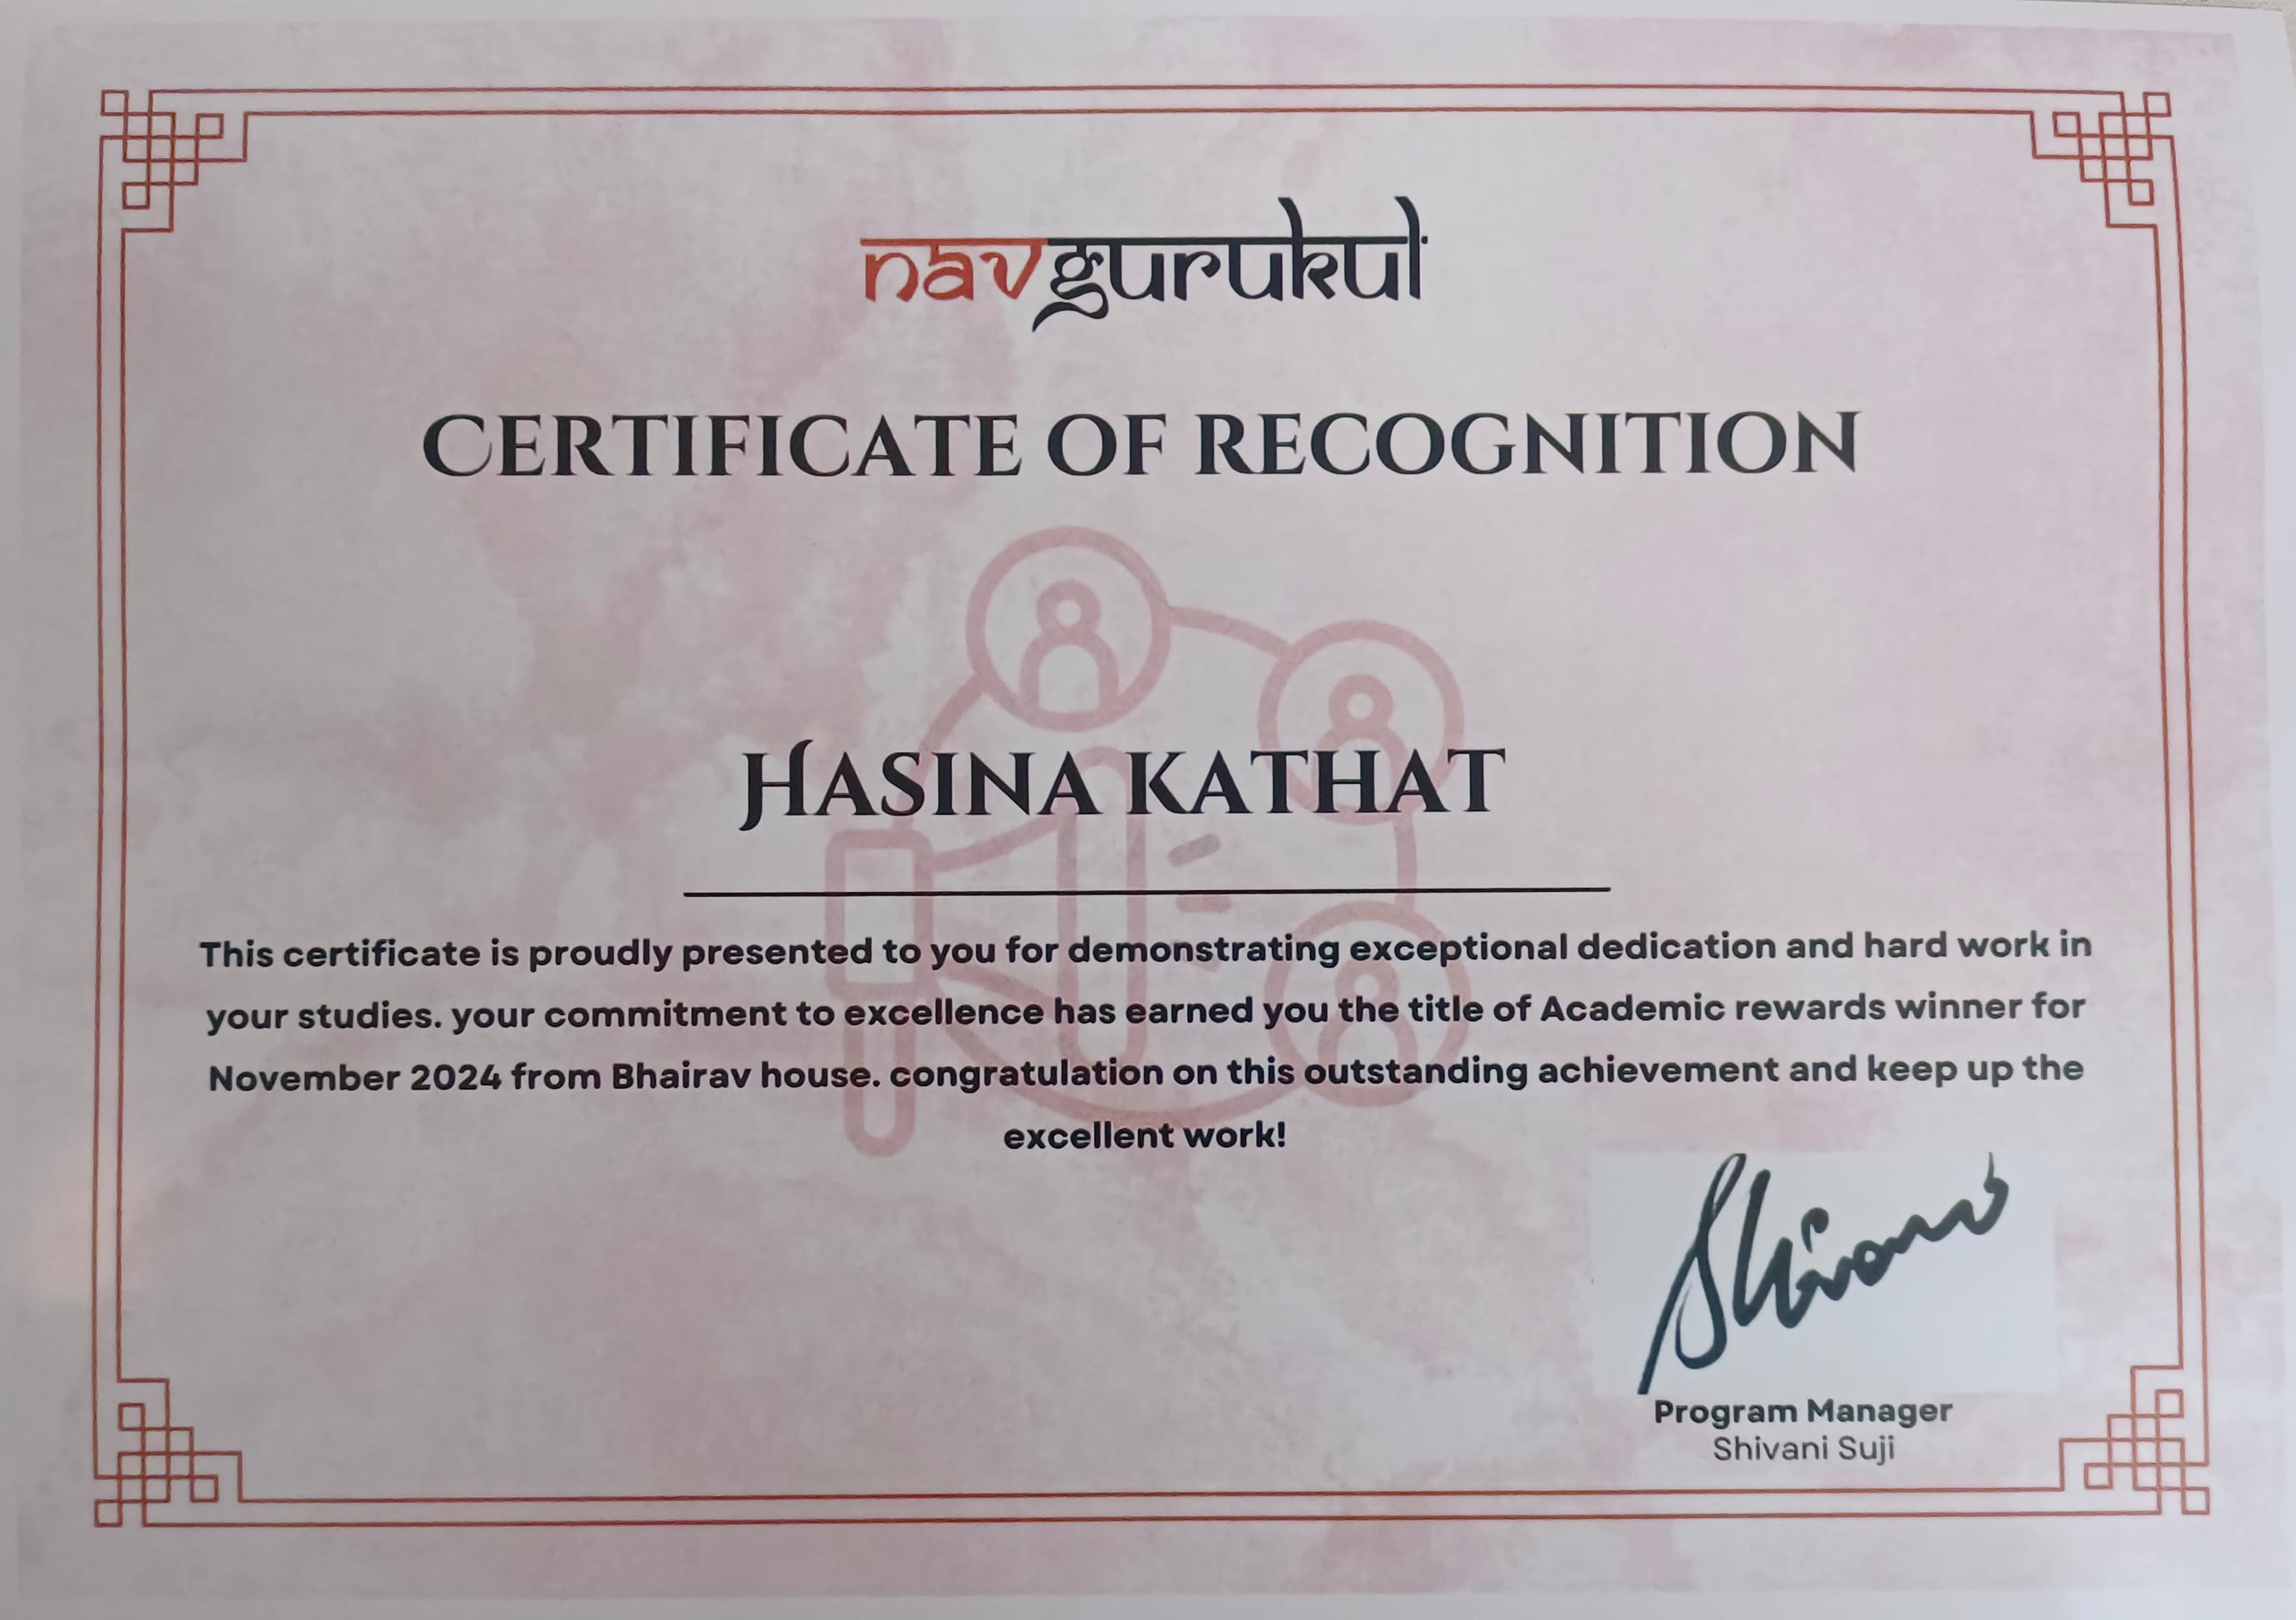 navgurukul
CERTIFICATE OF RECOGNITION
HASINA KATHAT
This certificate is proudly presented to you for demonstrating exceptional dedication and hard work in
your studies. your commitment to excellence has earned you the title of Academic rewards winner for
November 2024 from Bhairav house. congratulation on this outstanding achievement and keep up the
excellent work!
Shivani
Program Manager
Shivani Suji